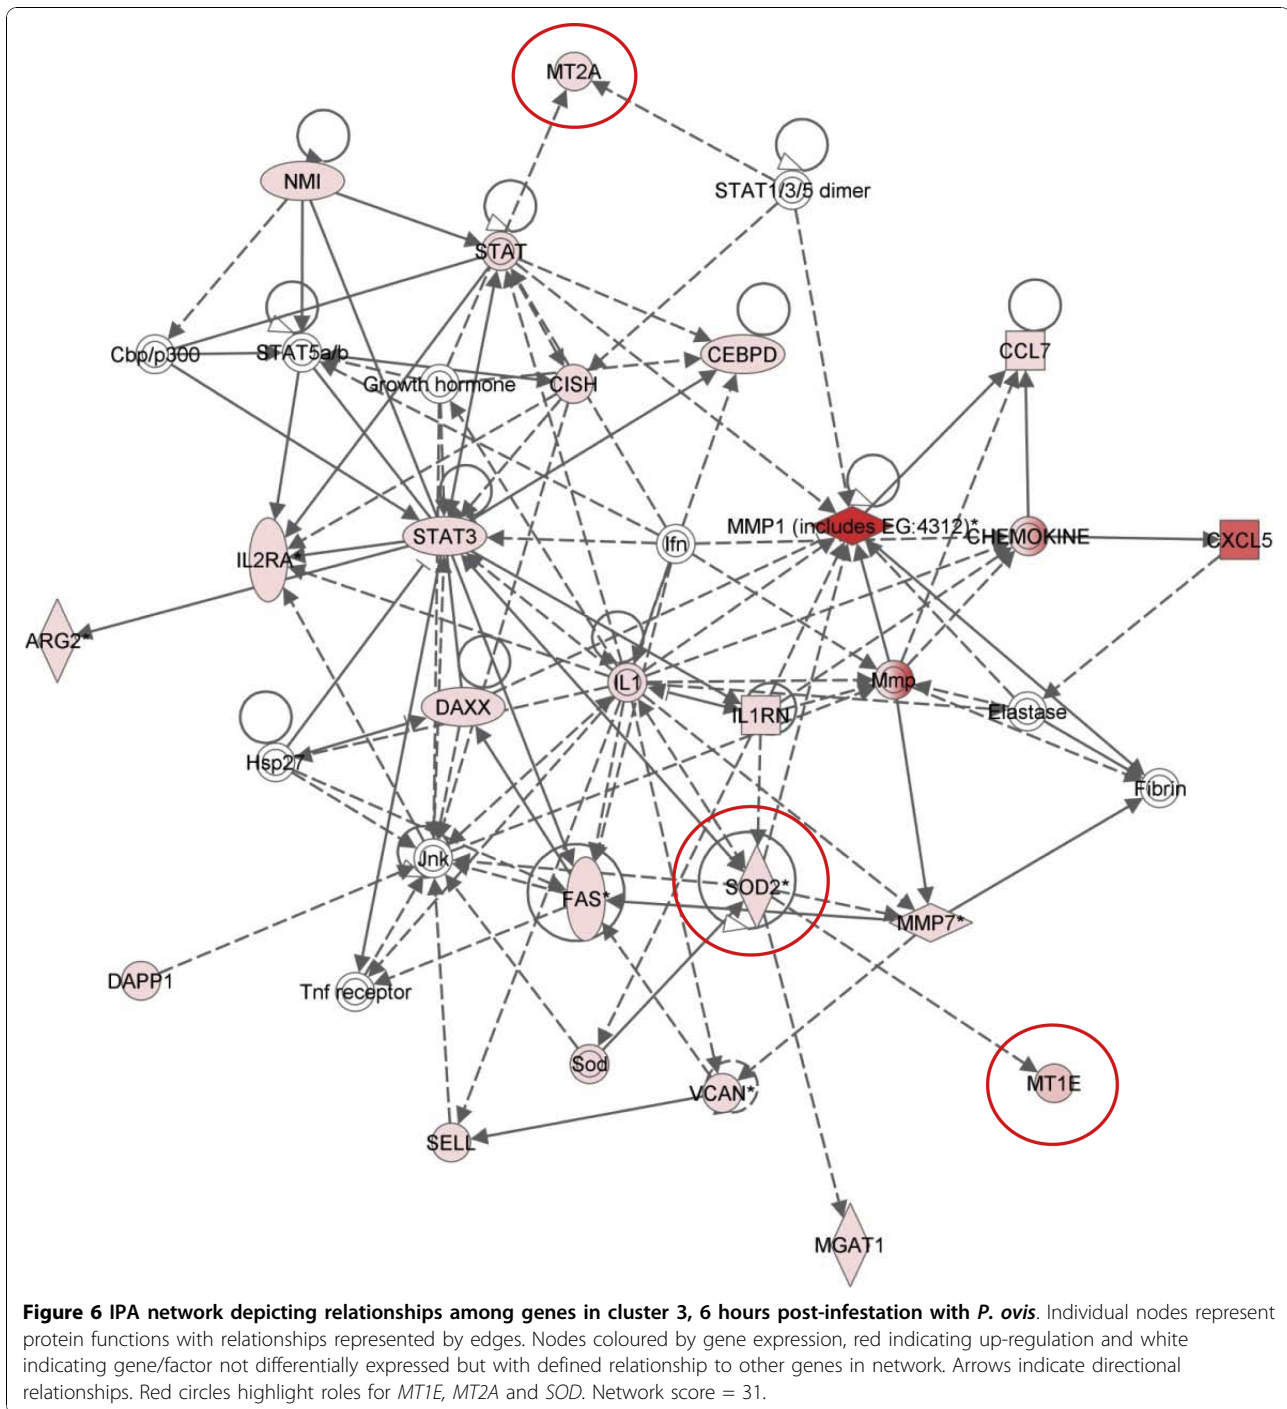 MT2A
NMI
STAT1/3/5 dimer
STAT
Cbp/p300
STAT5a/b
Growth hormone
CISH
CEBPD
CCL7
IL2RA*
STAT3
Ifn
MMP1 (includes EG:4312)*
CHEMOKINE
CXCL5
ARG2*
IL1
Mmp
DAXX
IL1RN
Elastase
Hsp27
Fibrin
Jnk
FAS*
SOD2*
MMP7*
DAPP1
Tnf receptor
Sod
VCAN*
MT1E
SELL
MGAT1
Figure 6 IPA network depicting relationships among genes in cluster 3, 6 hours post-infestation with P. ovis. Individual nodes represent
protein functions with relationships represented by edges. Nodes coloured by gene expression, red indicating up-regulation and white
indicating gene/factor not differentially expressed but with defined relationship to other genes in network. Arrows indicate directional
relationships. Red circles highlight roles for MT1E, MT2A and SOD. Network score = 31.